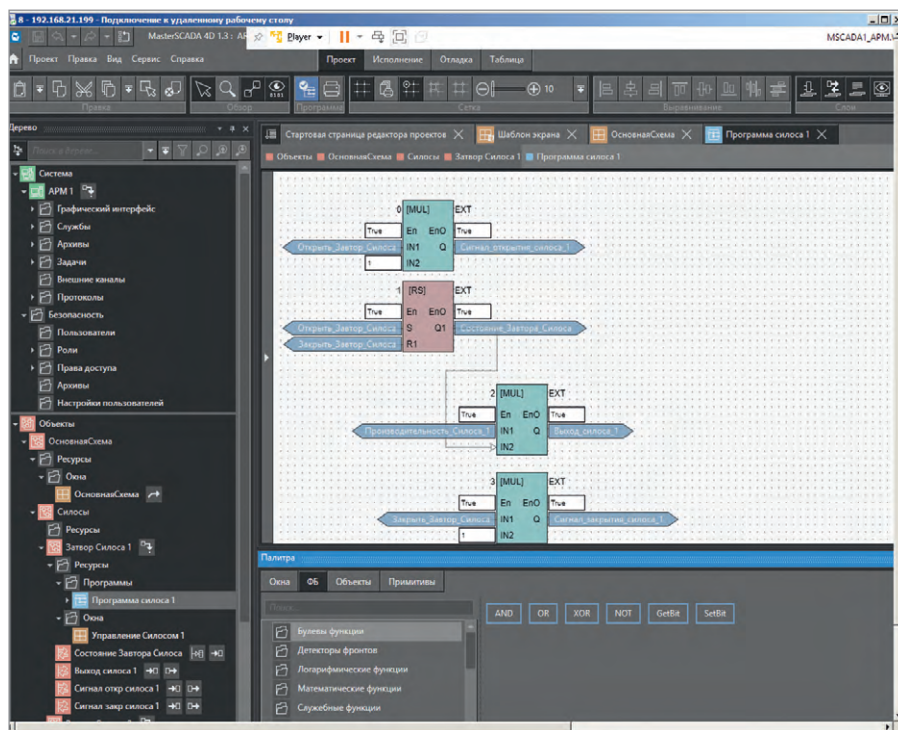 8 - 192.168.21.199 - Подключение к удаленному рабочему столу
MasterSCADA 4D 1.3 : AP
Player
MSCADA1_APM.
Проект Правка Вид Сервис Справка
Проект Исполнение Отладка Таблица
10
Правка Обзор Программа Сетка Выравнивание Слои
Дерево
Поиск в дереве...
Система
АРМ 1
Графический интерфейс
Службы
Архивы
Задачи
Внешние каналы
Протоколы
Безопасность
Пользователи
Роли
Права доступа
Архивы
Настройки пользователей
Объекты
ОсновнаяСхема
Ресурсы
Окна
ОсновнаяСхема
Силосы
Ресурсы
Затвор Силоса 1
Ресурсы
Программы
Программа силоса 1
Окна
Управление Силосом 1
Состояние Завтора Силоса
Выход силоса 1
Сигнал откр силоса 1
Сигнал закр силоса 1
Стартовая страница редактора проектов
Шаблон экрана
ОсновнаяСхема
Программа силоса 1
Объекты ОсновнаяСхема Силосы Затвор Силоса 1 Программа силоса 1
0 [MUL] EXT
True En EnO True
Открыть_Завтор_Силоса IN1 Q Сигнал_открытия_силоса_1
1 IN2
1 [RS] EXT
True En EnO True
Открыть_Завтор_Силоса S Q1 Состояние_Завтора_Силоса
Закрыть_Завтор_Силоса R1
2 [MUL] EXT
True En EnO True
Производительность_Силоса_1 IN1 Q Выход_силоса_1
IN2
3 [MUL] EXT
True En EnO True
Закрыть_Завтор_Силоса IN1 Q Сигнал_закрытия_силоса_1
1 IN2
Палитра
Окна ФБ Объекты Примитивы
Поиск...
Булевы функции
Детекторы фронтов
Логарифмические функции
Математические функции
Служебные функции
AND OR XOR NOT GetBit SetBit